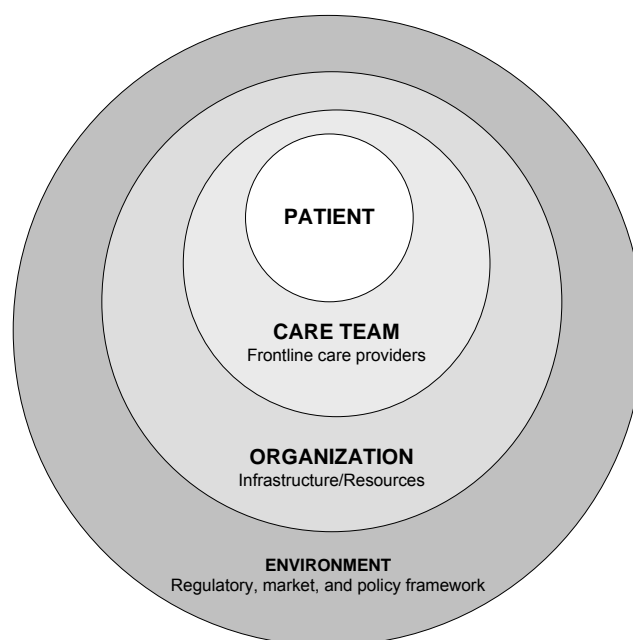 PATIENT
CARE TEAM
Frontline care providers
ORGANIZATION
Infrastructure/Resources
ENVIRONMENT
Regulatory, market, and policy framework